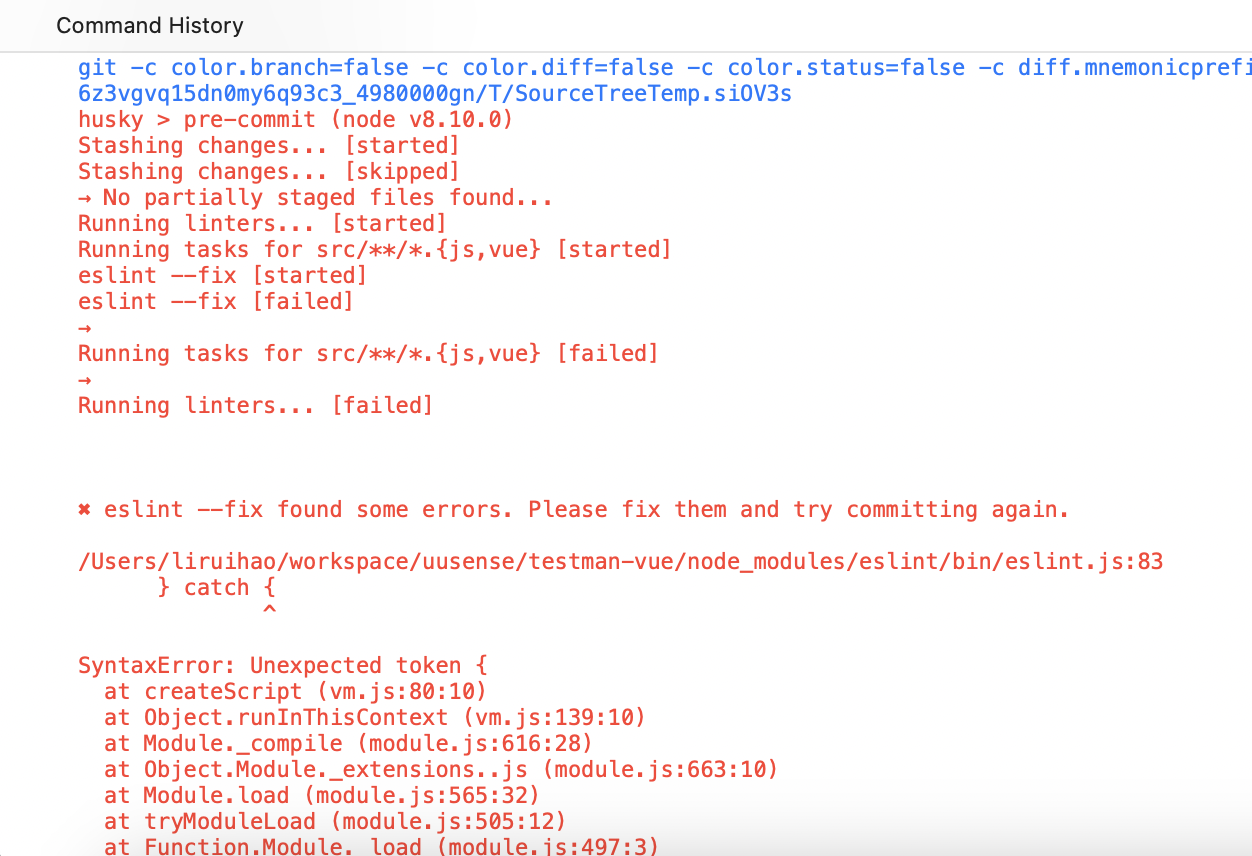 Command History
git -c color.branch=false -c color.diff=false -c color.status=false -c diff.mnemonicprefi
6z3vgvq15dn0my6q93c3_4980000gn/T/SourceTreeTemp.siOV3s
husky > pre-commit (node v8.10.0)
Stashing changes... [started]
Stashing changes... [skipped]
→ No partially staged files found...
Running linters... [started]
Running tasks for src/**/*.{js,vue} [started]
eslint --fix [started]
eslint --fix [failed]
→
Running tasks for src/**/*.{js,vue} [failed]
→
Running linters... [failed]
✖ eslint --fix found some errors. Please fix them and try committing again.
/Users/liruihao/workspace/uusense/testman-vue/node_modules/eslint/bin/eslint.js:83
} catch {
^
SyntaxError: Unexpected token {
at createScript (vm.js:80:10)
at Object.runInThisContext (vm.js:139:10)
at Module._compile (module.js:616:28)
at Object.Module._extensions..js (module.js:663:10)
at Module.load (module.js:565:32)
at tryModuleLoad (module.js:505:12)
at Function.Module._load (module.js:497:3)